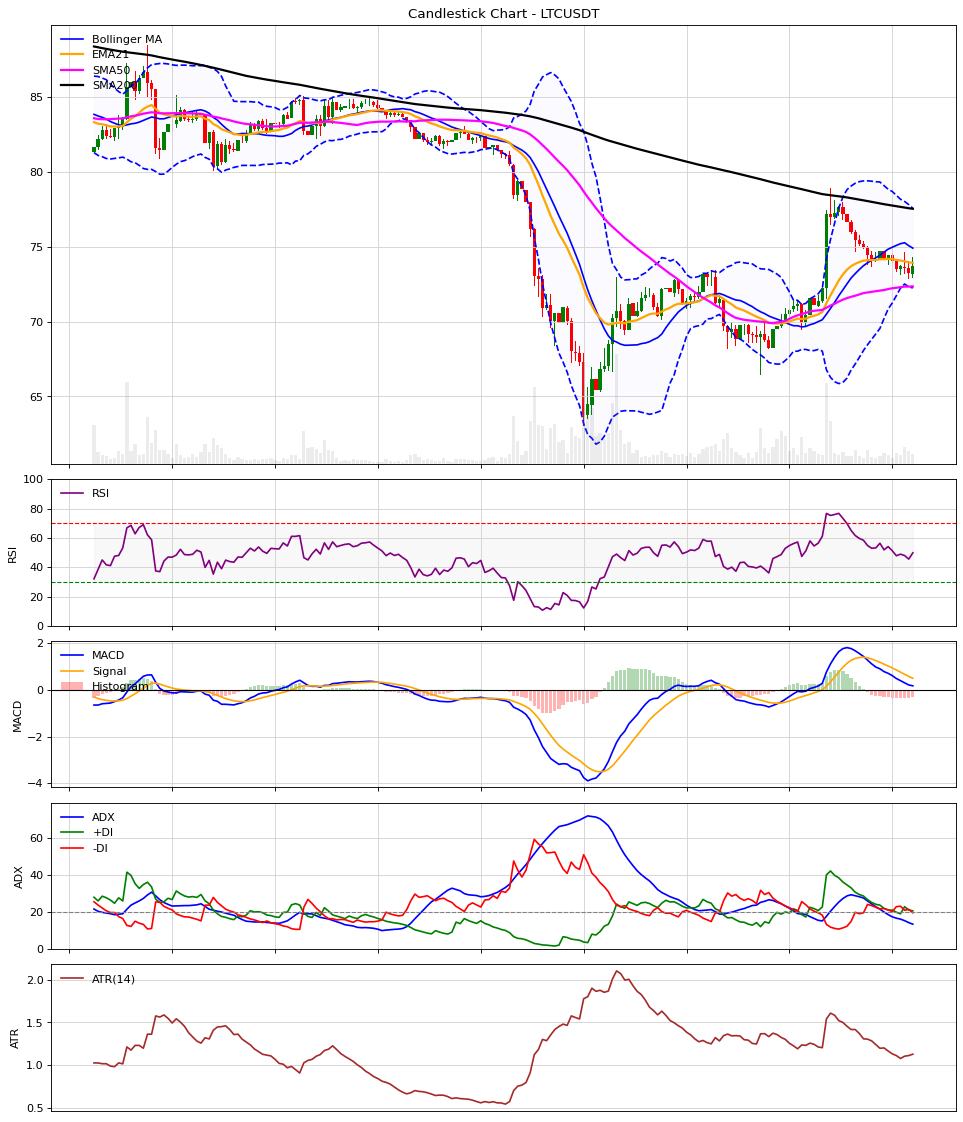 Candlestick Chart - LTCUSDT
Bollinger MA
EMA21
SMA50
SMA200
85
80
75
70
65
RSI
100
80
60
40
20
0
RSI
MACD
Signal
Histogram
2
0
−2
−4
MACD
ADX
+DI
-DI
60
40
20
0
ADX
ATR(14)
2.0
1.5
1.0
0.5
ATR